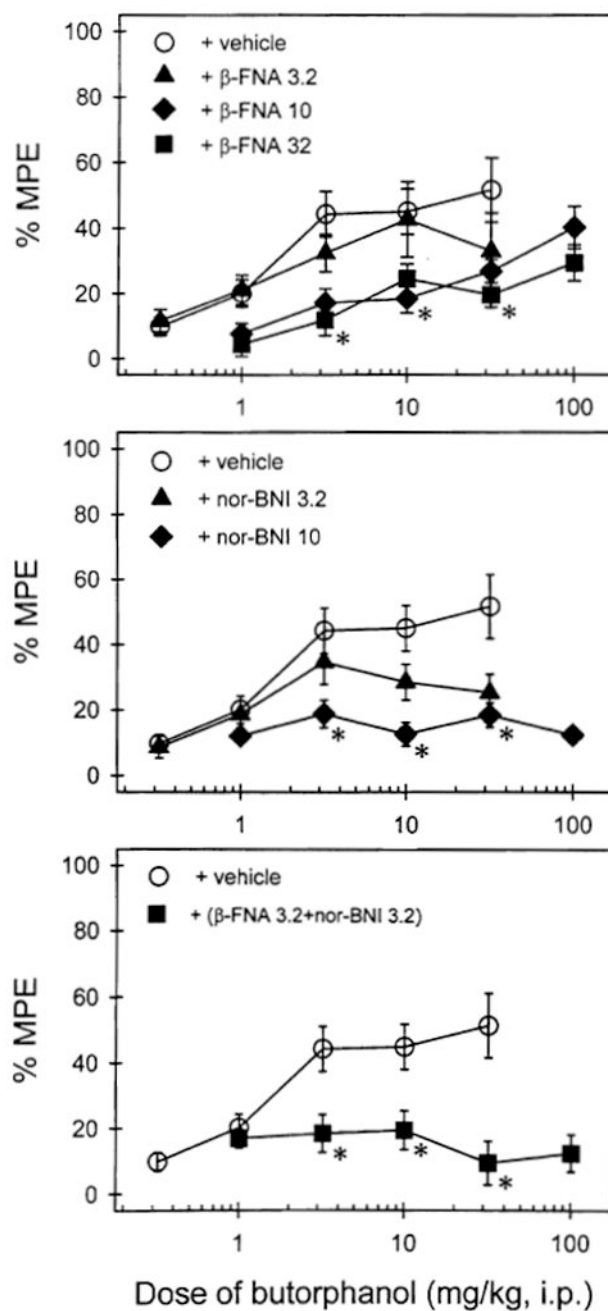 100
80
60
40
20
0
% MPE
+ vehicle
+ β-FNA 3.2
+ β-FNA 10
+ β-FNA 32
*
*
*
1
10
100
100
80
60
40
20
0
% MPE
+ vehicle
+ nor-BNI 3.2
+ nor-BNI 10
*
*
*
1
10
100
100
80
60
40
20
0
% MPE
+ vehicle
+ (β-FNA 3.2+nor-BNI 3.2)
*
*
*
1
10
100
Dose of butorphanol (mg/kg, i.p.)